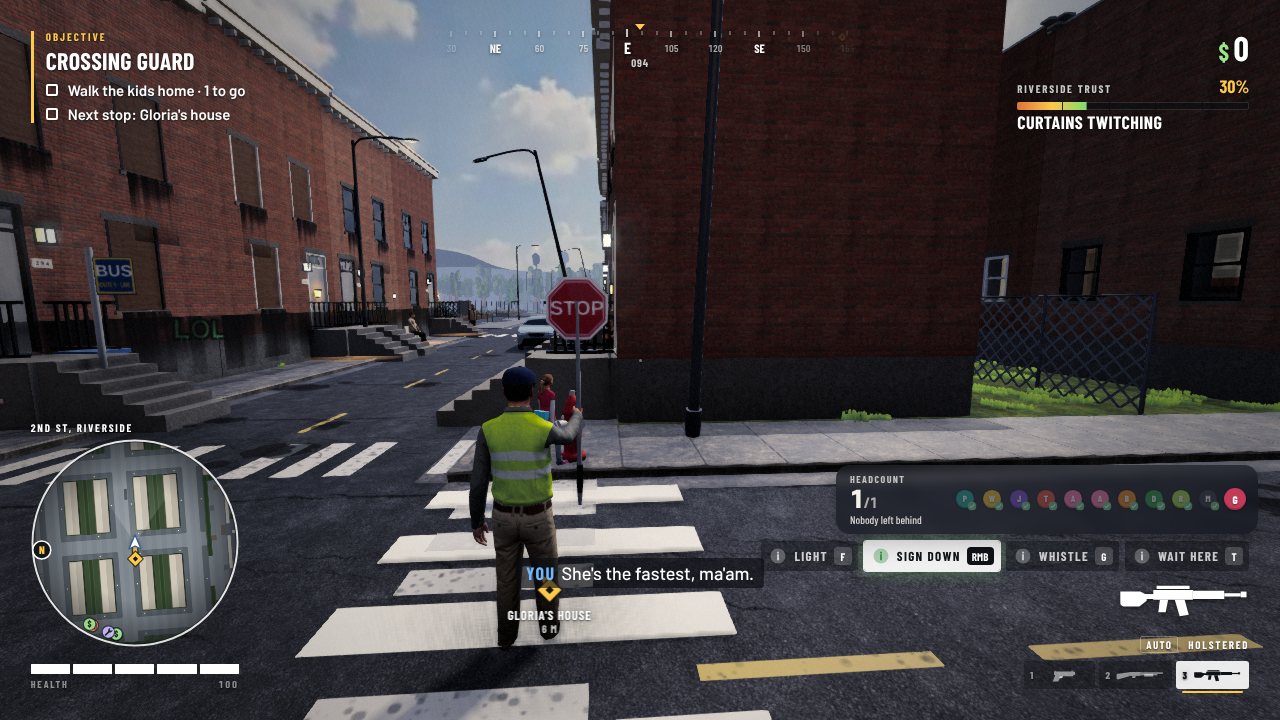 OBJECTIVE
CROSSING GUARD
Walk the kids home · 1 to go
Next stop: Gloria's house
30 NE 60 75 E 105 120 SE 150
094
$0
RIVERSIDE TRUST 30%
CURTAINS TWITCHING
BUS
LOL
STOP
2ND ST, RIVERSIDE
N
$
$
HEALTH 100
HEADCOUNT
1/1
Nobody left behind
P W J T A A B D R M G
LIGHT F
SIGN DOWN RMB
WHISTLE G
WAIT HERE T
YOU She's the fastest, ma'am.
GLORIA'S HOUSE
6 M
AUTO HOLSTERED
1 2 3